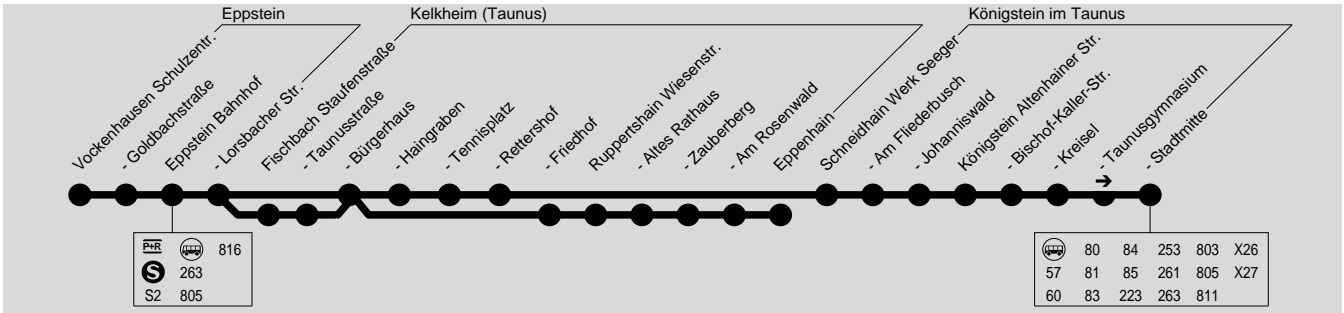 Eppstein
Kelkheim (Taunus)
Königstein im Taunus
Vockenhausen Schulzentr.
- Goldbachstraße
Eppstein Bahnhof
- Lorsbacher Str.
Fischbach Staufenstraße
- Taunusstraße
- Bürgerhaus
- Haingraben
- Tennisplatz
- Rettershof
- Friedhof
Ruppertshain Wiesenstr.
- Altes Rathaus
- Zauberberg
- Am Rosenwald
Eppenhain
Schneidhain Werk Seeger
- Am Fliederbusch
- Johanniswald
Königstein Altenhainer Str.
- Bischof-Kaller-Str.
- Kreisel
- Taunusgymnasium
- Stadtmitte
P+R 816
S 263
S2 805
80 84 253 803 X26
57 81 85 261 805 X27
60 83 223 263 811